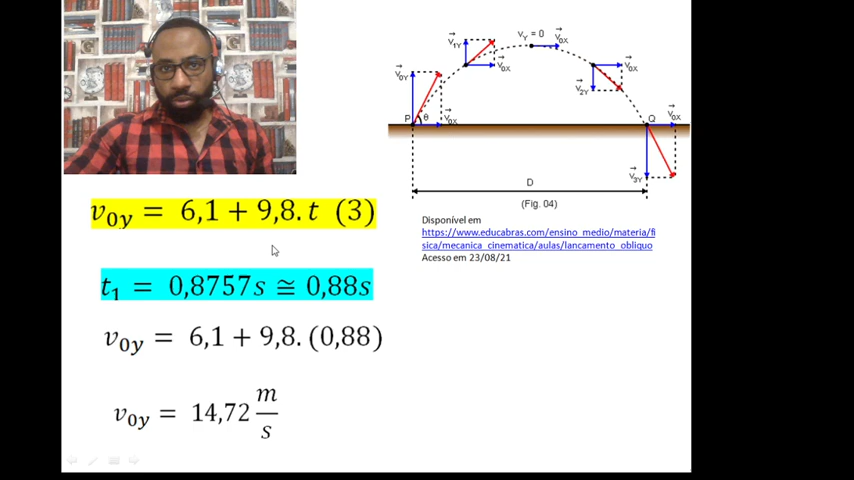 v₀y = 6,1 + 9,8. t (3)
t₁ = 0,8757s ≅ 0,88s
v₀y = 6,1 + 9,8. (0,88)
v₀y = 14,72 m/s
V1Y
V0X
VY = 0
V0X
V0X
V2Y
V0Y
P
θ
V0X
Q
V0X
V3Y
D
(Fig. 04)
Disponível em
https://www.educabras.com/ensino_medio/materia/fi
sica/mecanica_cinematica/aulas/lancamento_obliquo
Acesso em 23/08/21